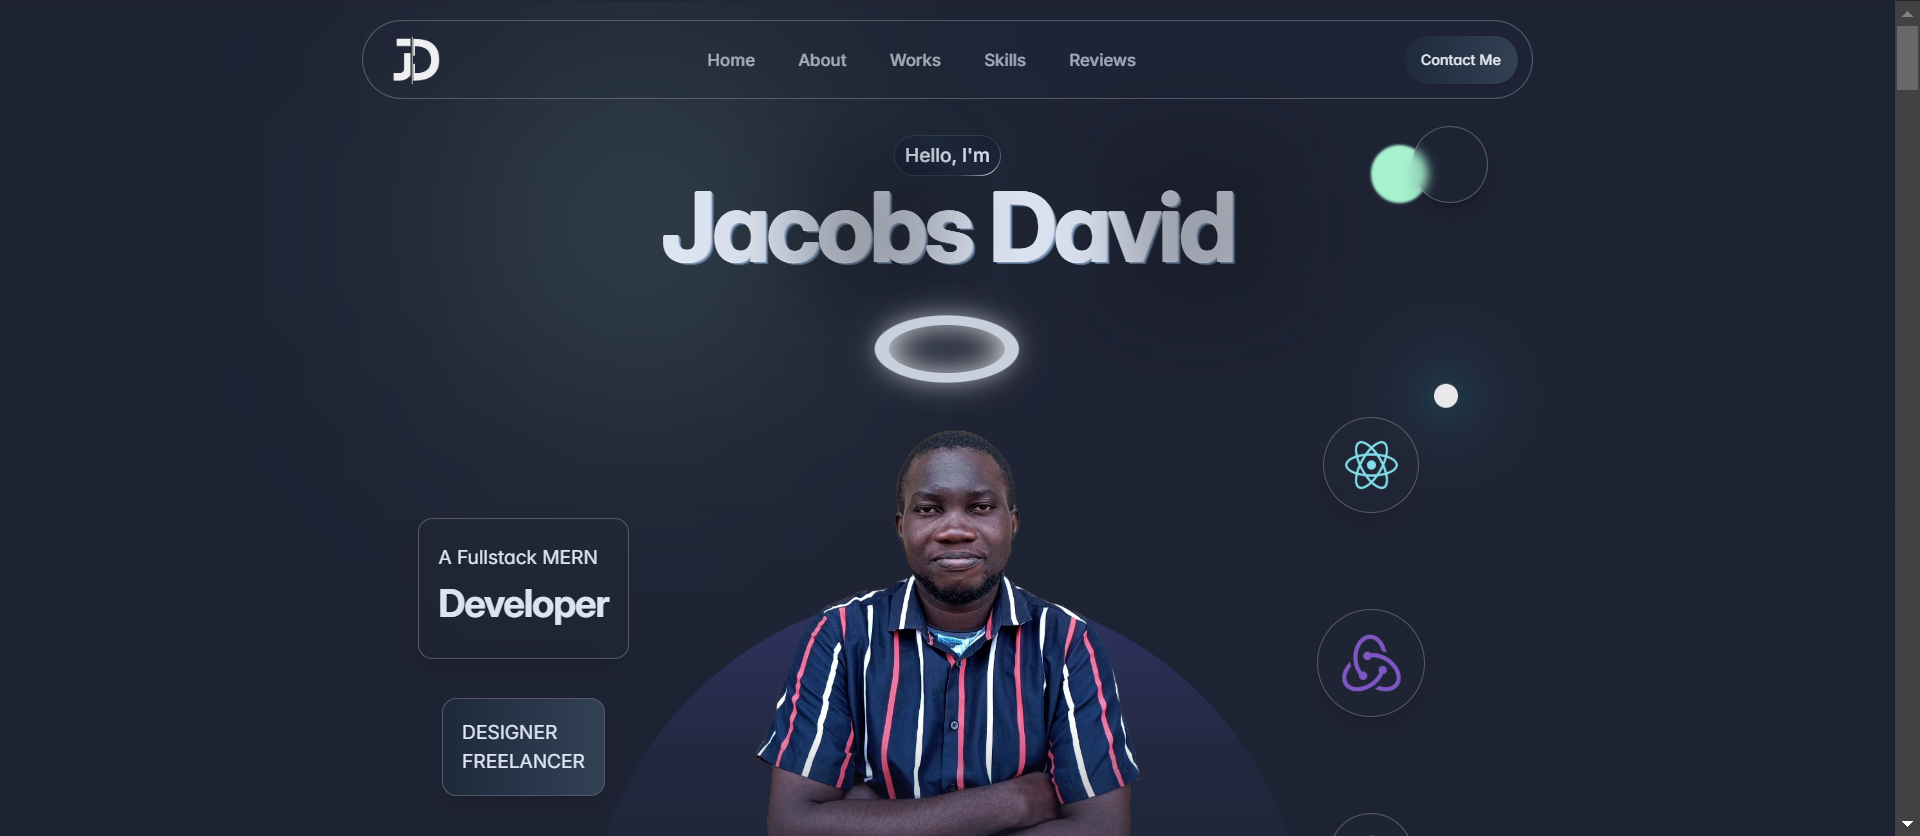 JD
Home
About
Works
Skills
Reviews
Contact Me
Hello, I'm
Jacobs David
A Fullstack MERN
Developer
DESIGNER
FREELANCER